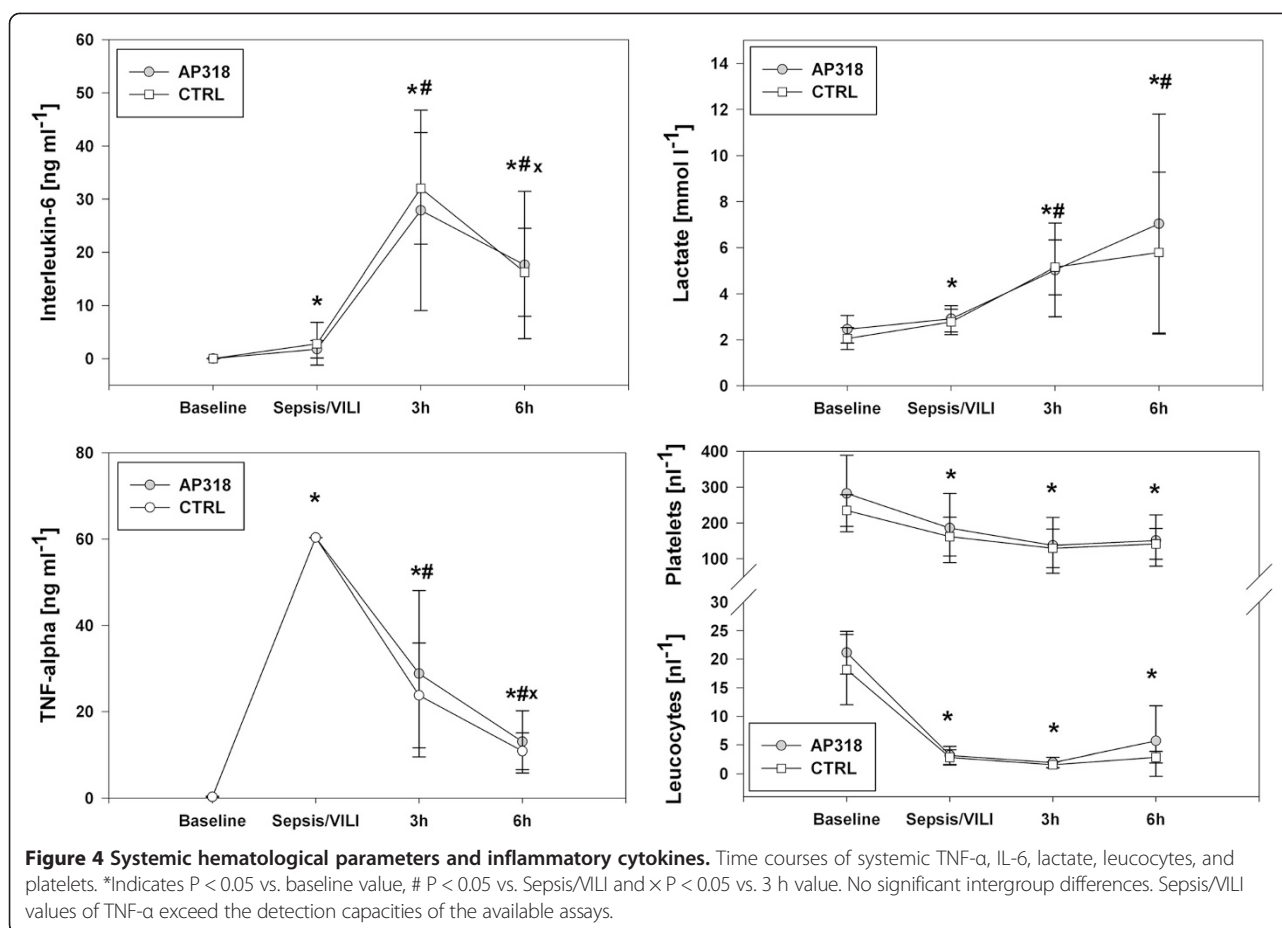 60
50
40
30
20
10
0
Interleukin-6 [ng ml⁻¹]
AP318
CTRL
*
*#
*#x
Baseline Sepsis/VILI 3h 6h
14
12
10
8
6
4
2
0
Lactate [mmol l⁻¹]
AP318
CTRL
*
*#
*#
Baseline Sepsis/VILI 3h 6h
80
60
40
20
0
TNF-alpha [ng ml⁻¹]
AP318
CTRL
*
*#
*#x
Baseline Sepsis/VILI 3h 6h
400
300
200
100
Platelets [nl⁻¹]
* * *
30
25
20
15
10
5
0
Leucocytes [nl⁻¹]
* * *
AP318
CTRL
Baseline Sepsis/VILI 3h 6h
Figure 4 Systemic hematological parameters and inflammatory cytokines. Time courses of systemic TNF-α, IL-6, lactate, leucocytes, and
platelets. *Indicates P < 0.05 vs. baseline value, # P < 0.05 vs. Sepsis/VILI and × P < 0.05 vs. 3 h value. No significant intergroup differences. Sepsis/VILI
values of TNF-α exceed the detection capacities of the available assays.